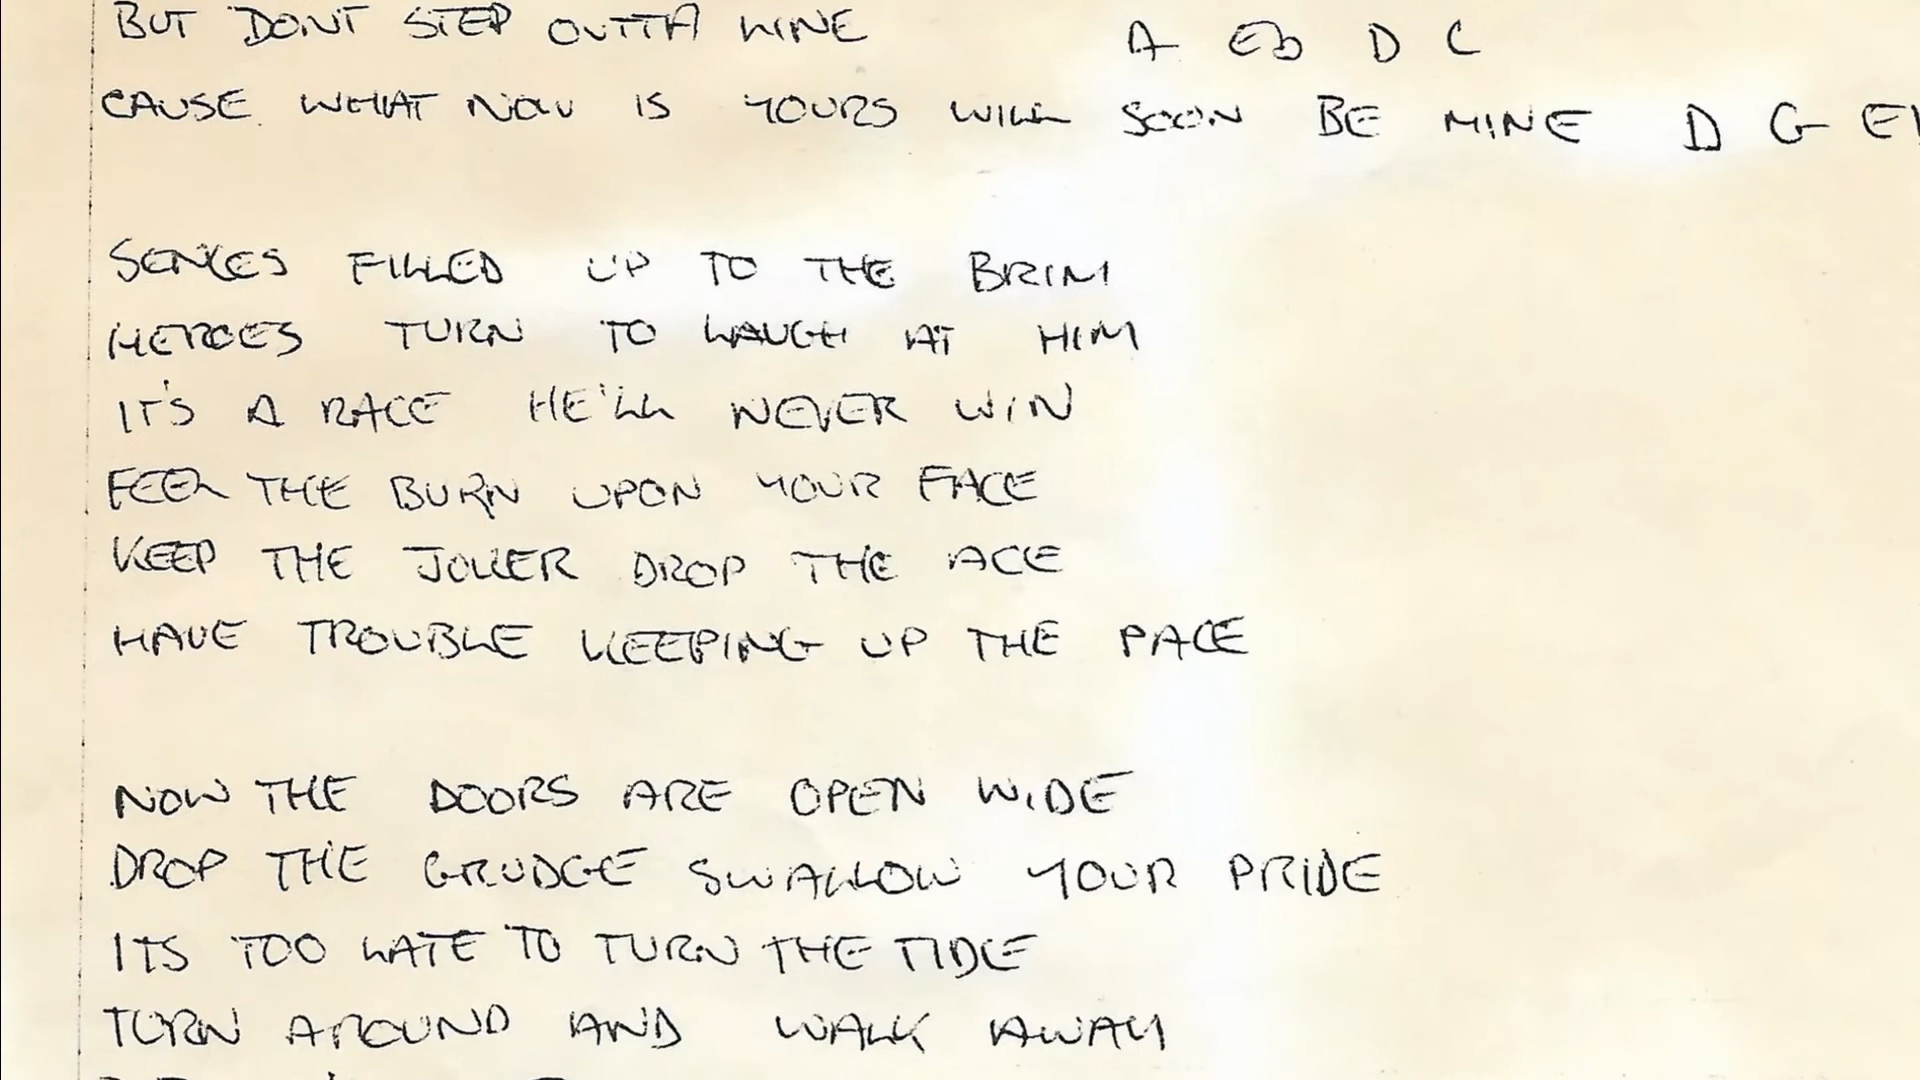 BUT DONT STEP OUTTA LINE A Eb D C
CAUSE WHAT NOW IS YOURS WILL SOON BE MINE D G
SENCES FILLED UP TO THE BRIM
HEROES TURN TO LAUGH AT HIM
IT'S A RACE HE'LL NEVER WIN
FEEL THE BURN UPON YOUR FACE
KEEP THE JOKER DROP THE ACE
HAVE TROUBLE KEEPING UP THE PACE
NOW THE DOORS ARE OPEN WIDE
DROP THE GRUDGE SWALLOW YOUR PRIDE
ITS TOO LATE TO TURN THE TIDE
TURN AROUND AND WALK AWAY